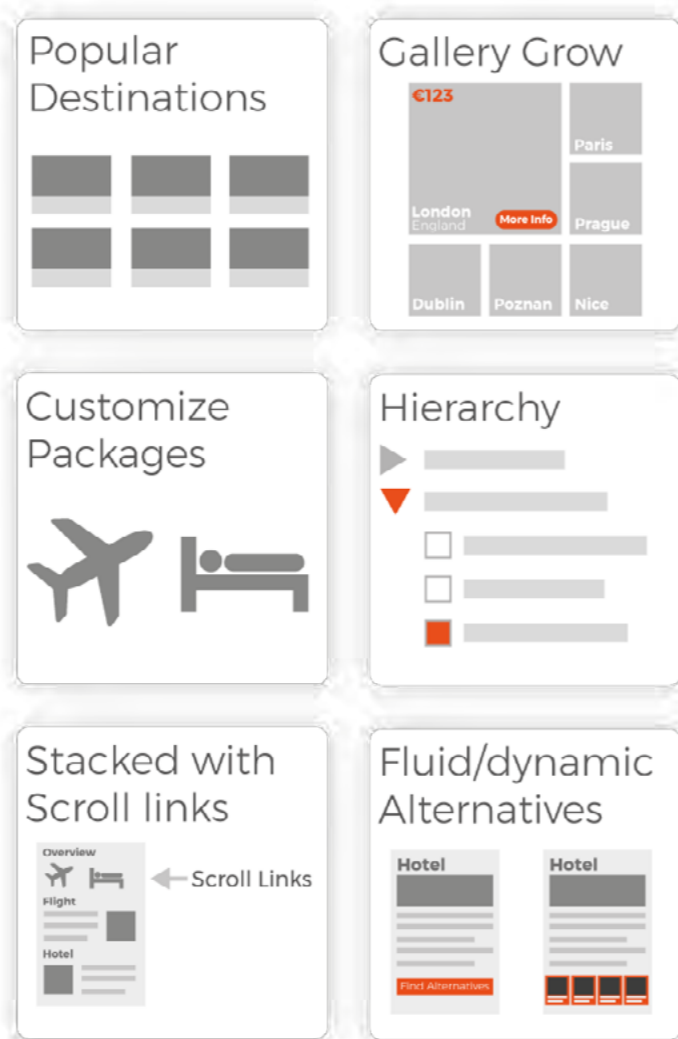 Popular
Destinations
Gallery Grow
€123
Paris
London
England
More Info
Prague
Dublin
Poznan
Nice
Customize
Packages
Hierarchy
Stacked with
Scroll links
Overview
Scroll Links
Flight
Hotel
Fluid/dynamic
Alternatives
Hotel
Find Alternatives
Hotel